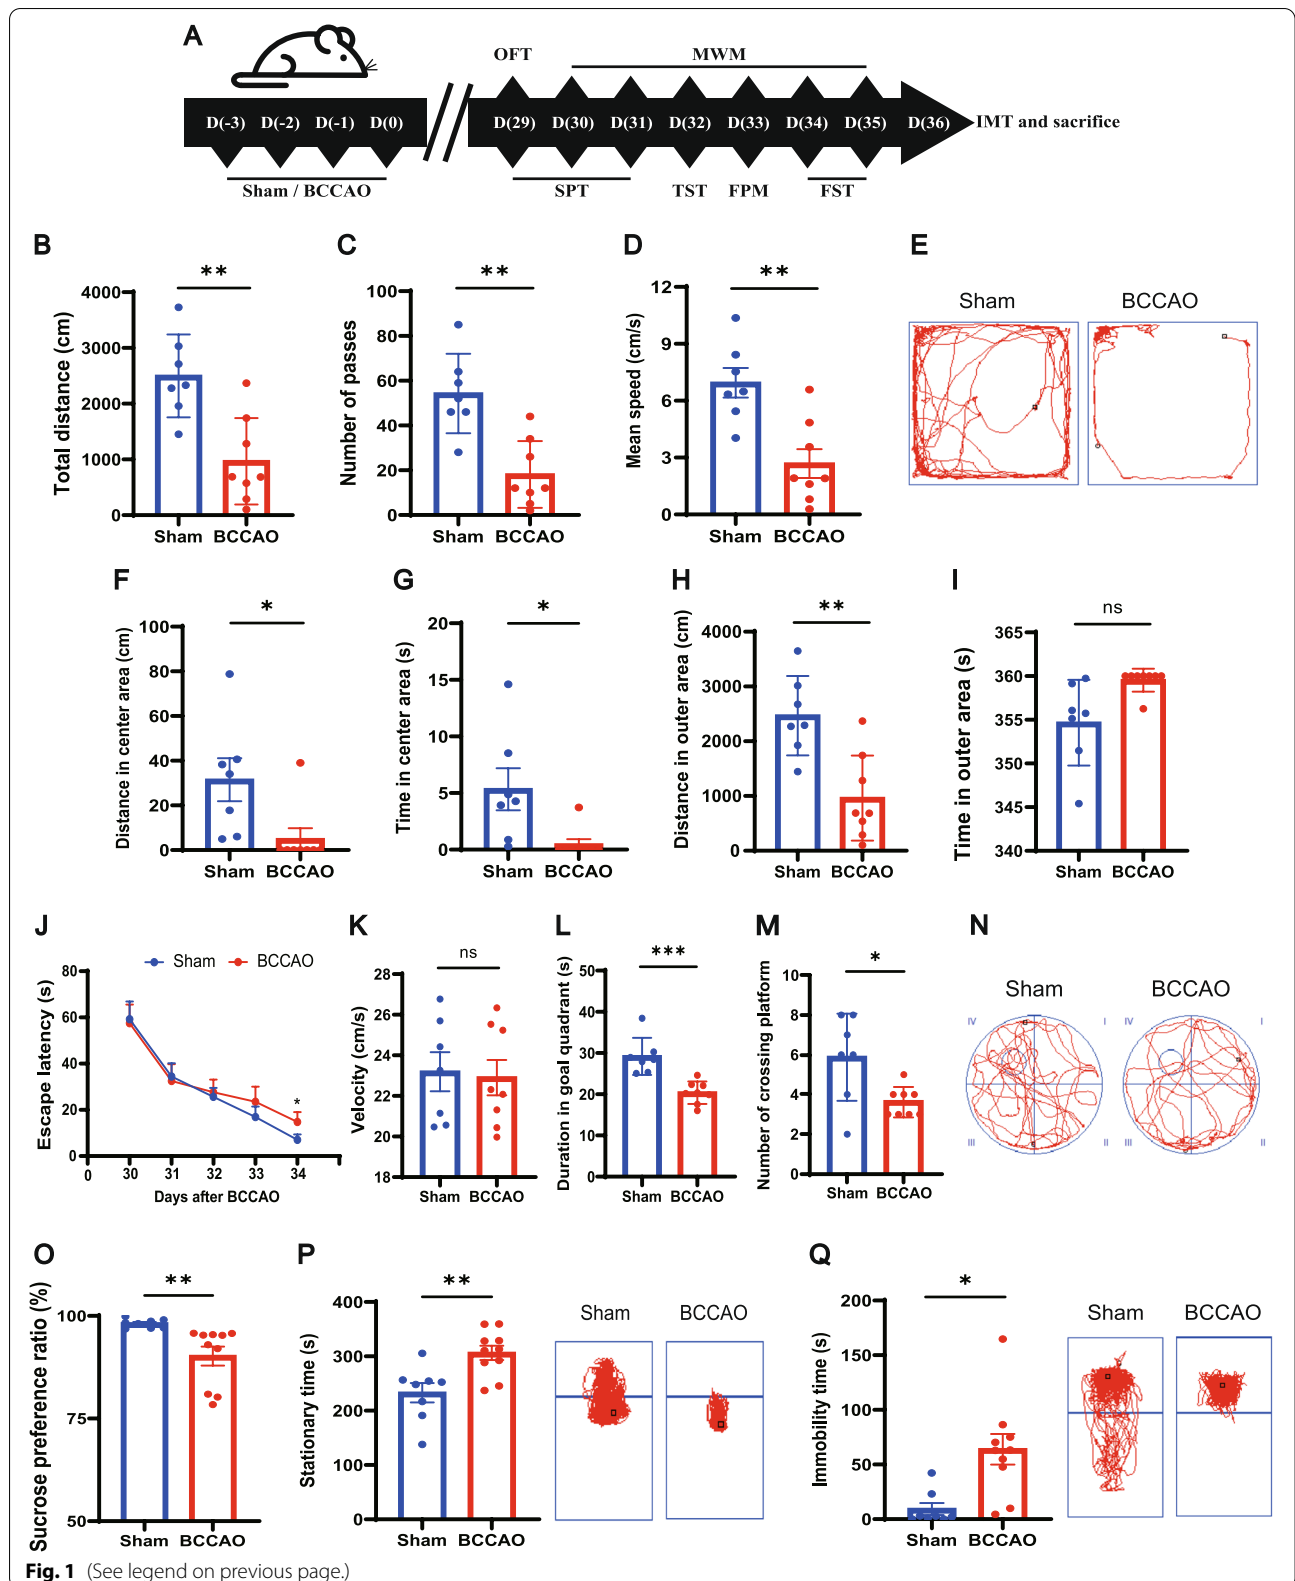 A
OFT
MWM
D(-3) D(-2) D(-1) D(0) D(29) D(30) D(31) D(32) D(33) D(34) D(35) D(36) IMT and sacrifice
Sham / BCCAO SPT TST FPM FST
B
Total distance (cm)
4000
3000
2000
1000
0
**
Sham BCCAO
C
Number of passes
100
80
60
40
20
0
**
Sham BCCAO
D
Mean speed (cm/s)
12
9
6
3
0
**
Sham BCCAO
E
Sham BCCAO
F
Distance in center area (cm)
100
80
60
40
20
0
*
Sham BCCAO
G
Time in center area (s)
20
15
10
5
0
*
Sham BCCAO
H
Distance in outer area (cm)
4000
3000
2000
1000
0
**
Sham BCCAO
I
Time in outer area (s)
365
360
355
350
345
340
ns
Sham BCCAO
J
Sham BCCAO
Escape latency (s)
80
60
40
20
0
*
0 30 31 32 33 34
Days after BCCAO
K
Velocity (cm/s)
28
26
24
22
20
18
ns
Sham BCCAO
L
Duration in goal quadrant (s)
50
40
30
20
10
0
***
Sham BCCAO
M
Number of crossing platform
10
8
6
4
2
0
*
Sham BCCAO
N
Sham BCCAO
IV I IV I
III II III II
O
Sucrose preference ratio (%)
100
75
50
**
Sham BCCAO
P
Stationary time (s)
400
300
200
100
0
**
Sham BCCAO
Sham BCCAO
Q
Immobility time (s)
200
150
100
50
0
*
Sham BCCAO
Sham BCCAO
Fig. 1 (See legend on previous page.)